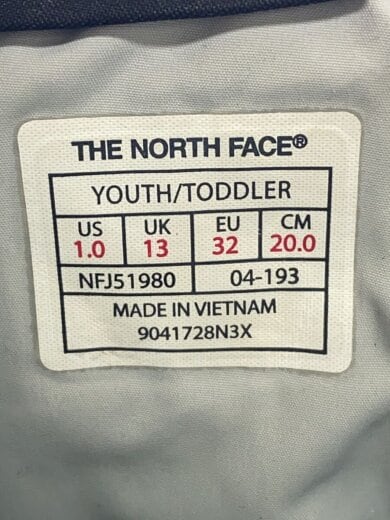 THE NORTH FACE®
YOUTH/TODDLER
US UK EU CM
1.0 13 32 20.0
NFJ51980 04-193
MADE IN VIETNAM
9041728N3X